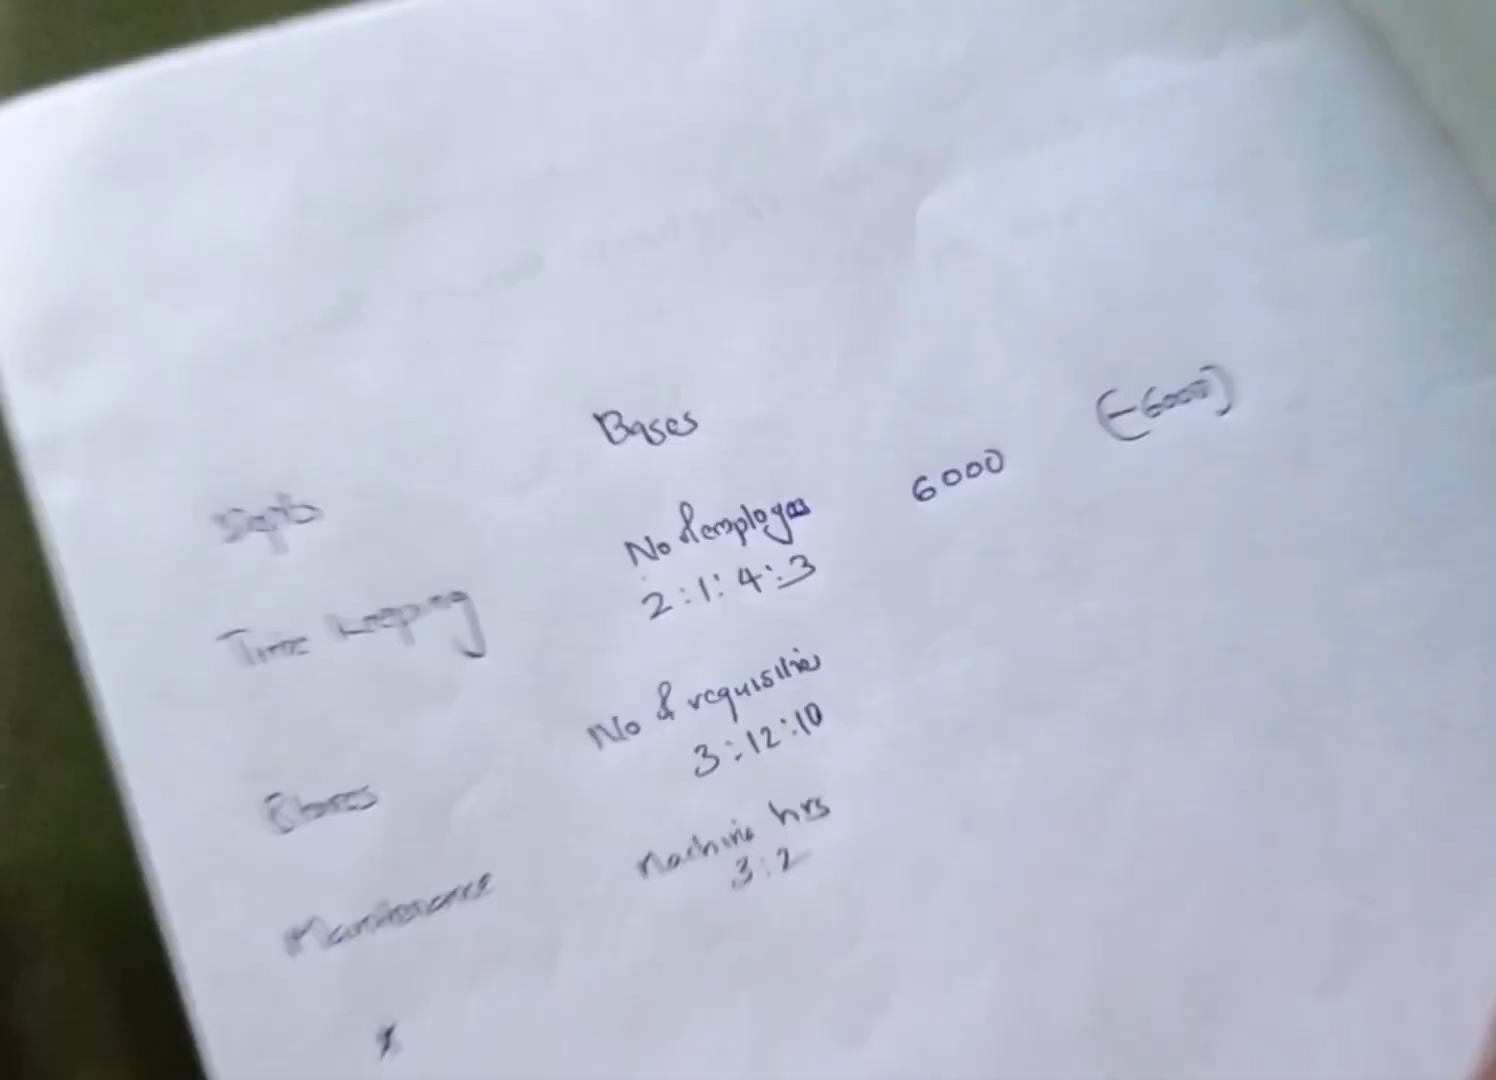 Bases
Depts
No of employees 6000 (-6000)
2:1:4:3
Time keeping
No of requisities
3:12:10
Stores
Machine hrs
3:2
Maintenance